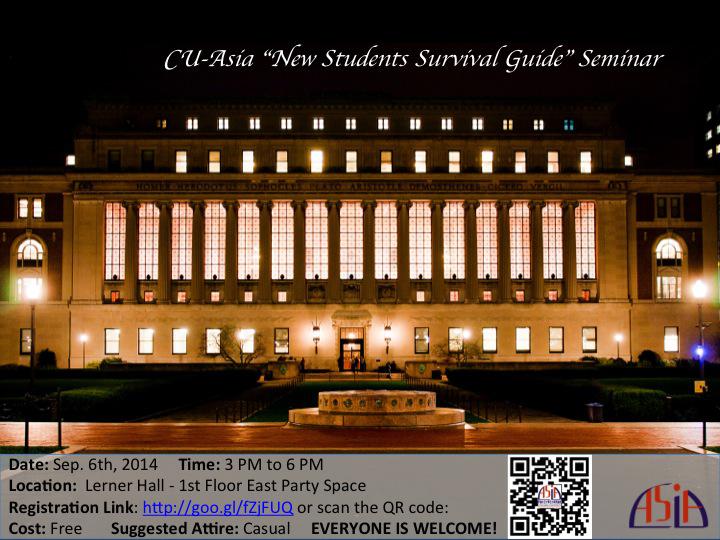 CU-Asia “New Students Survival Guide” Seminar
HOMER HERODOTUS SOPHOCLES PLATO ARISTOTLE DEMOSTHENES CICERO VERGIL
Date: Sep. 6th, 2014 Time: 3 PM to 6 PM
Location: Lerner Hall - 1st Floor East Party Space
Registration Link: http://goo.gl/fZjFUQ or scan the QR code:
Cost: Free Suggested Attire: Casual EVERYONE IS WELCOME!
ASIA